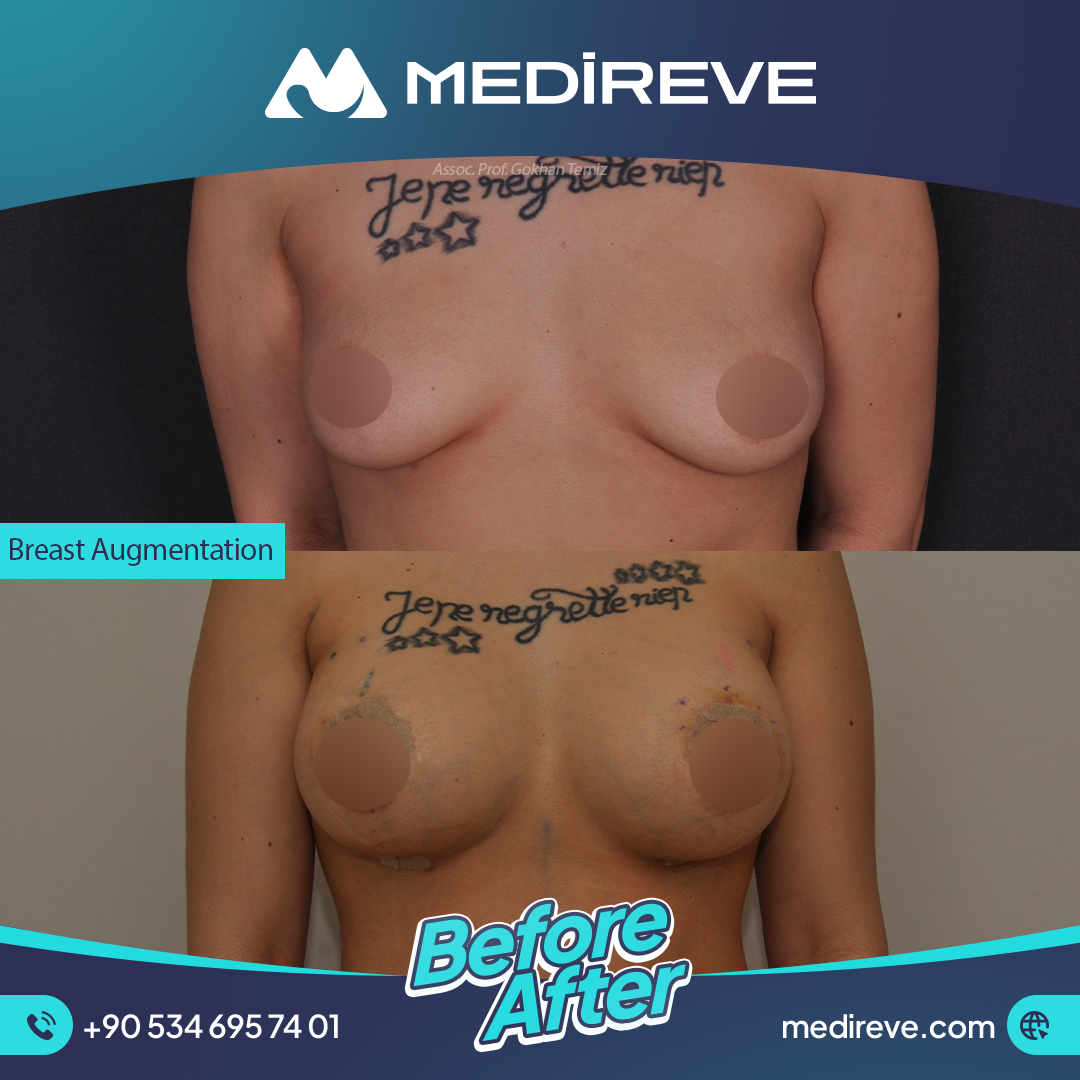 MEDİREVE
Assoc. Prof. Gokhan Temiz
Je ne regrette rien
Breast Augmentation
Je ne regrette rien
Before
After
+90 534 695 74 01
medireve.com